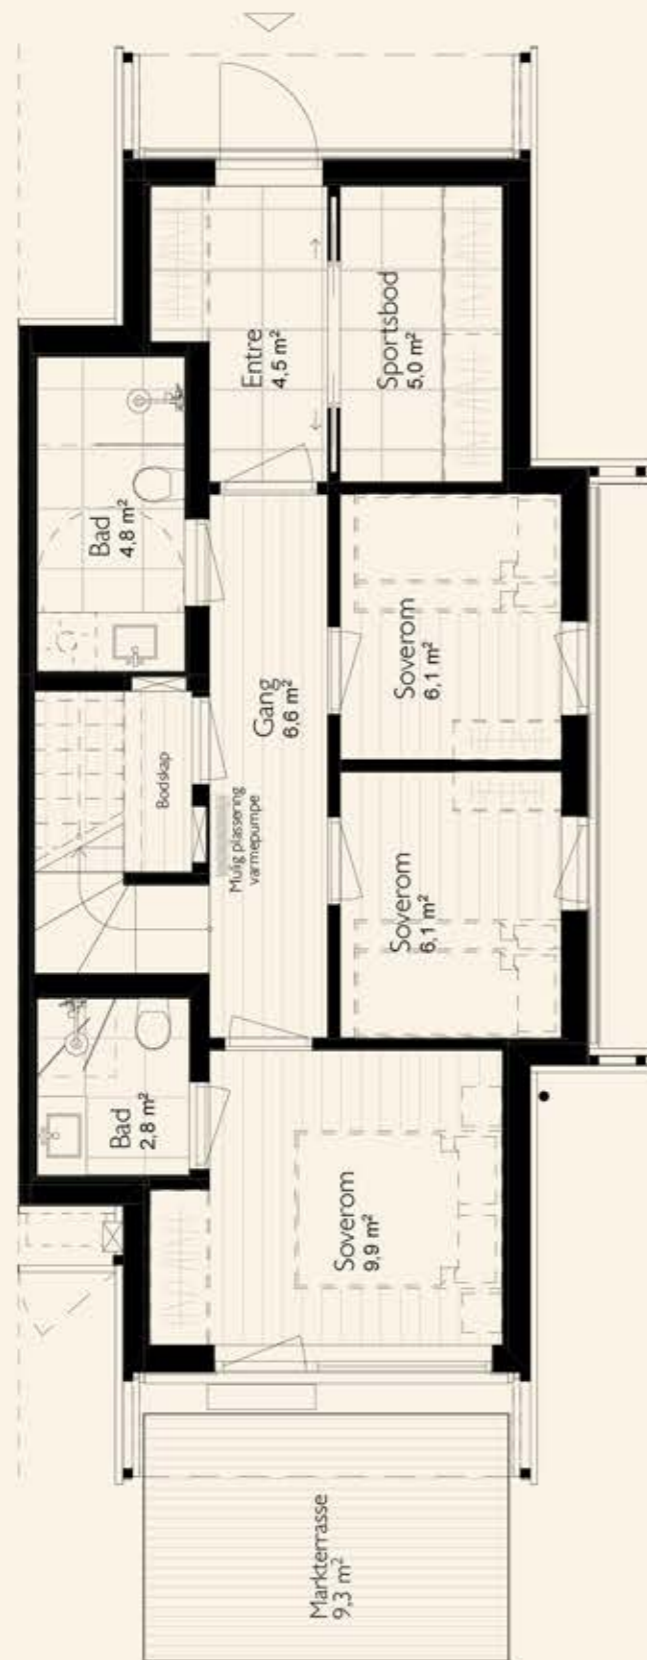 Entre
4,5 m²
Sportsbod
5,0 m²
Bad
4,8 m²
Soverom
6,1 m²
Gang
6,6 m²
Bodskap
Mulig plassering
varmepumpe
Soverom
6,1 m²
Bad
2,8 m²
Soverom
9,9 m²
Markterrasse
9,3 m²